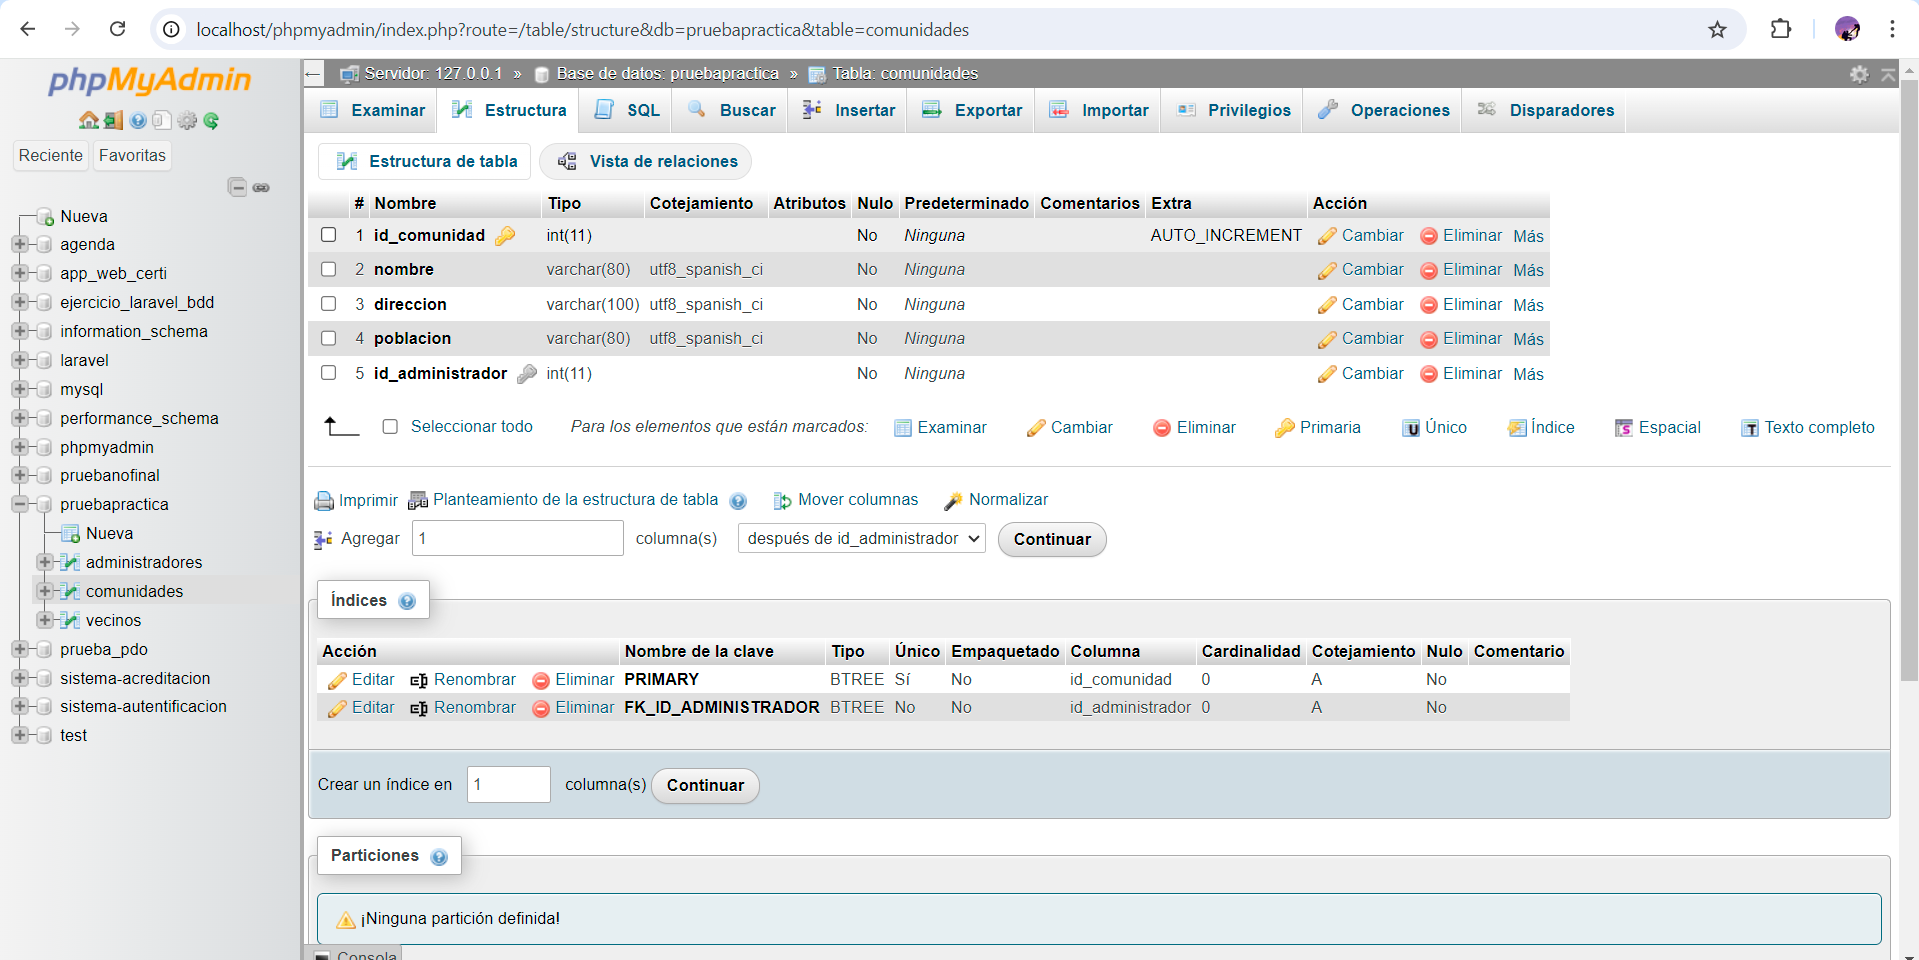 localhost/phpmyadmin/index.php?route=/table/structure&db=pruebapractica&table=comunidades
phpMyAdmin
Reciente Favoritas
Nueva
agenda
app_web_certi
ejercicio_laravel_bdd
information_schema
laravel
mysql
performance_schema
phpmyadmin
pruebanofinal
pruebapractica
Nueva
administradores
comunidades
vecinos
prueba_pdo
sistema-acreditacion
sistema-autentificacion
test
← Servidor: 127.0.0.1 » Base de datos: pruebapractica » Tabla: comunidades
Examinar Estructura SQL Buscar Insertar Exportar Importar Privilegios Operaciones Disparadores
Estructura de tabla Vista de relaciones
# Nombre Tipo Cotejamiento Atributos Nulo Predeterminado Comentarios Extra Acción
1 id_comunidad int(11) No Ninguna AUTO_INCREMENT Cambiar Eliminar Más
2 nombre varchar(80) utf8_spanish_ci No Ninguna Cambiar Eliminar Más
3 direccion varchar(100) utf8_spanish_ci No Ninguna Cambiar Eliminar Más
4 poblacion varchar(80) utf8_spanish_ci No Ninguna Cambiar Eliminar Más
5 id_administrador int(11) No Ninguna Cambiar Eliminar Más
Seleccionar todo Para los elementos que están marcados: Examinar Cambiar Eliminar Primaria Único Índice Espacial Texto completo
Imprimir Planteamiento de la estructura de tabla Mover columnas Normalizar
Agregar 1 columna(s) después de id_administrador Continuar
Índices
Acción Nombre de la clave Tipo Único Empaquetado Columna Cardinalidad Cotejamiento Nulo Comentario
Editar Renombrar Eliminar PRIMARY BTREE Sí No id_comunidad 0 A No
Editar Renombrar Eliminar FK_ID_ADMINISTRADOR BTREE No No id_administrador 0 A No
Crear un índice en 1 columna(s) Continuar
Particiones
¡Ninguna partición definida!
Consola